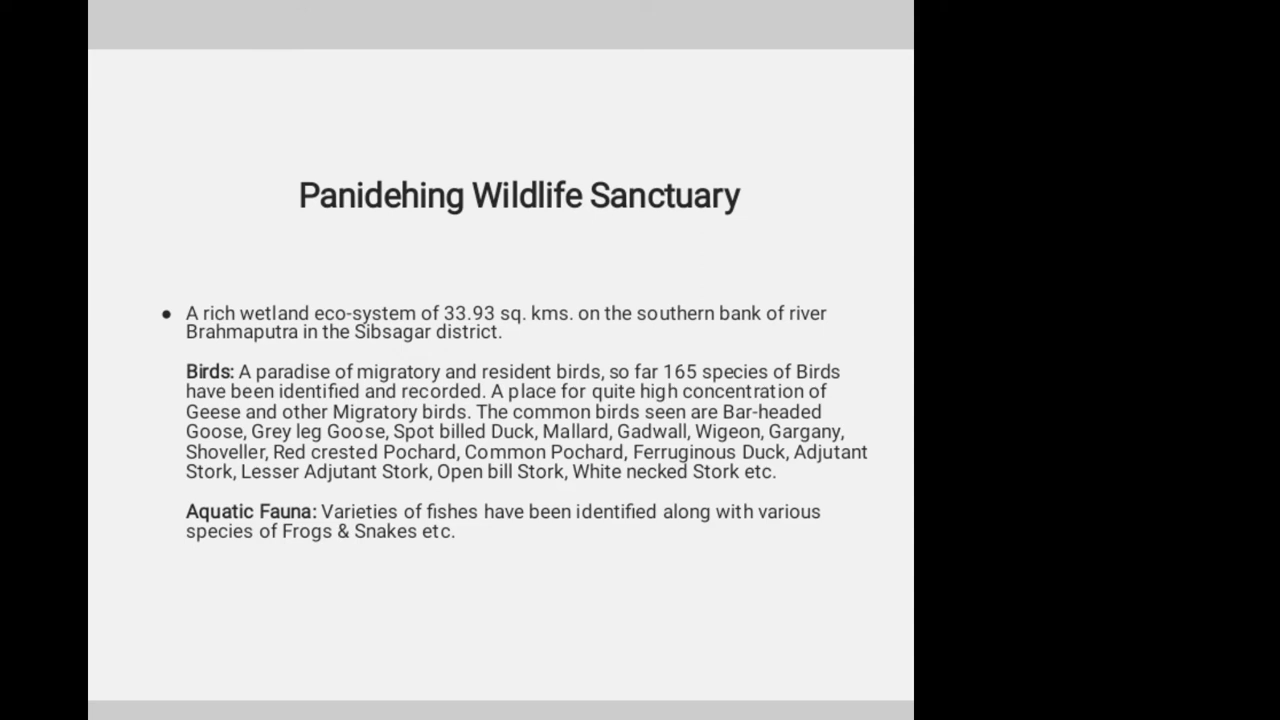 Panidehing Wildlife Sanctuary
● A rich wetland eco-system of 33.93 sq. kms. on the southern bank of river
Brahmaputra in the Sibsagar district.
Birds: A paradise of migratory and resident birds, so far 165 species of Birds
have been identified and recorded. A place for quite high concentration of
Geese and other Migratory birds. The common birds seen are Bar-headed
Goose, Grey leg Goose, Spot billed Duck, Mallard, Gadwall, Wigeon, Gargany,
Shoveller, Red crested Pochard, Common Pochard, Ferruginous Duck, Adjutant
Stork, Lesser Adjutant Stork, Open bill Stork, White necked Stork etc.
Aquatic Fauna: Varieties of fishes have been identified along with various
species of Frogs & Snakes etc.